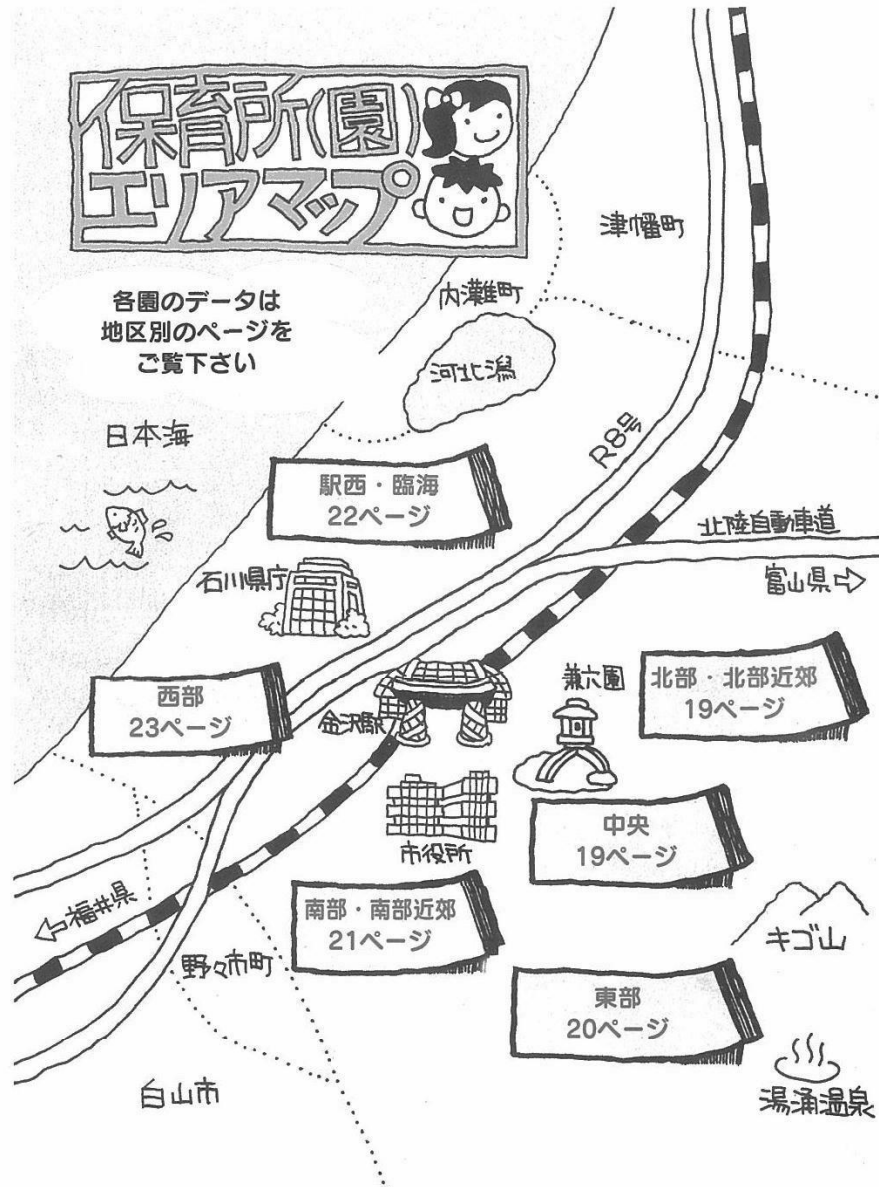 保育所(園)
エリアマップ
各園のデータは
地区別のページを
ご覧下さい
津幡町
内灘町
河北潟
日本海
R8号
駅西・臨海
22ページ
北陸自動車道
富山県
石川県庁
西部
23ページ
金沢駅
兼六園
北部・北部近郊
19ページ
市役所
中央
19ページ
福井県
南部・南部近郊
21ページ
キゴ山
野々市町
東部
20ページ
白山市
湯涌温泉